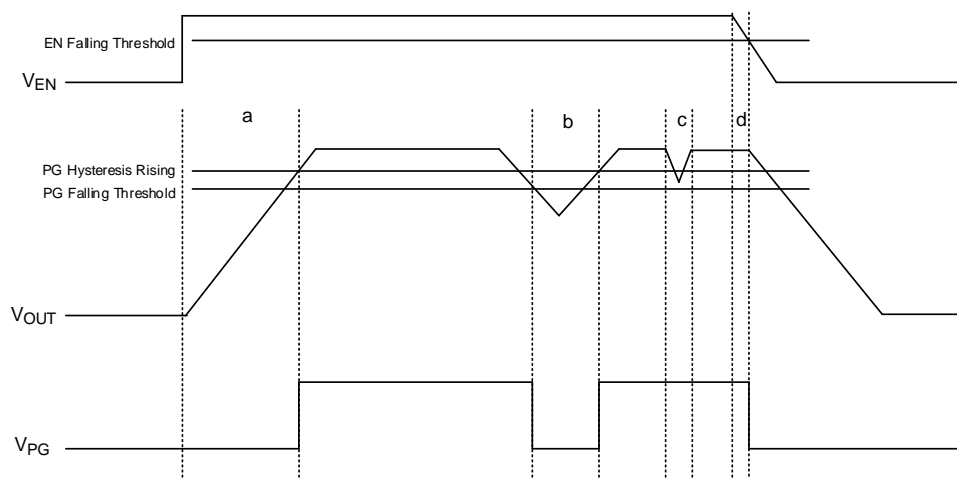 EN Falling Threshold
VEN
a
b
c
d
PG Hysteresis Rising
PG Falling Threshold
VOUT
VPG